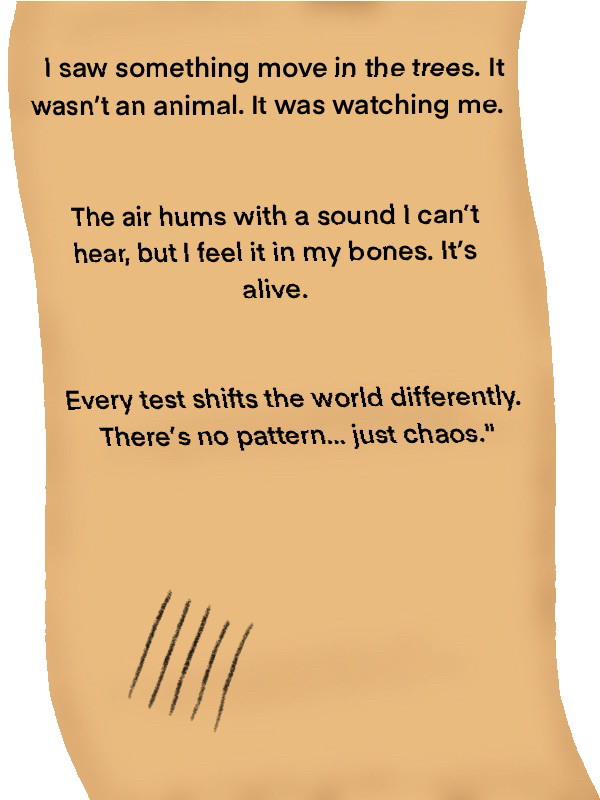 I saw something move in the trees. It
wasn't an animal. It was watching me.
The air hums with a sound I can't
hear, but I feel it in my bones. It's
alive.
Every test shifts the world differently.
There's no pattern... just chaos."